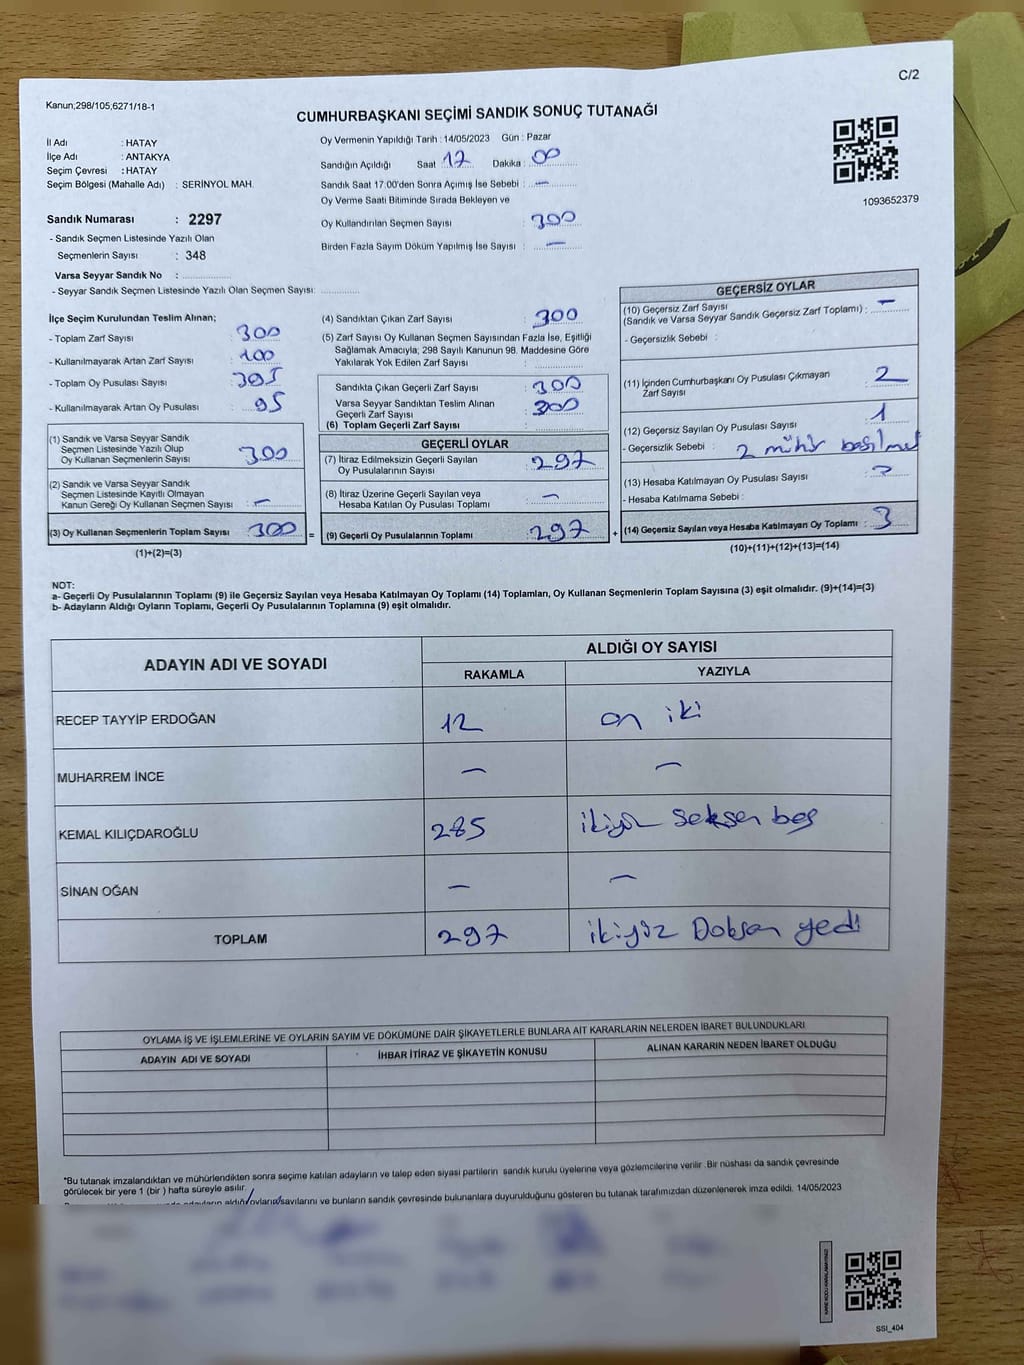 C/2
Kanun;298/105,6271/18-1
CUMHURBAŞKANI SEÇİMİ SANDIK SONUÇ TUTANAĞI
İl Adı : HATAY
İlçe Adı : ANTAKYA
Seçim Çevresi : HATAY
Seçim Bölgesi (Mahalle Adı) : SERİNYOL MAH.
Sandık Numarası : 2297
- Sandık Seçmen Listesinde Yazılı Olan
Seçmenlerin Sayısı : 348
Varsa Seyyar Sandık No :
- Seyyar Sandık Seçmen Listesinde Yazılı Olan Seçmen Sayısı:
Oy Vermenin Yapıldığı Tarih : 14/05/2023 Gün : Pazar
Sandığın Açıldığı Saat 17 Dakika : 00
Sandık Saat 17.00'den Sonra Açımış İse Sebebi : —
Oy Verme Saati Bitiminde Sırada Bekleyen ve
Oy Kullandırılan Seçmen Sayısı : 300
Birden Fazla Sayım Döküm Yapılmış İse Sayısı : —
1093652379
İlçe Seçim Kurulundan Teslim Alınan;
- Toplam Zarf Sayısı : 300
- Kullanılmayarak Artan Zarf Sayısı : 100
- Toplam Oy Pusulası Sayısı : 395
- Kullanılmayarak Artan Oy Pusulası : 95
(1) Sandık ve Varsa Seyyar Sandık
Seçmen Listesinde Yazılı Olup
Oy Kullanan Seçmenlerin Sayısı : 300
(2) Sandık ve Varsa Seyyar Sandık
Seçmen Listesinde Kayıtlı Olmayan
Kanun Gereği Oy Kullanan Seçmen Sayısı : —
(3) Oy Kullanan Seçmenlerin Toplam Sayısı 300
(1)+(2)=(3)
(4) Sandıktan Çıkan Zarf Sayısı : 300
(5) Zarf Sayısı Oy Kullanan Seçmen Sayısından Fazla İse, Eşitliği
Sağlamak Amacıyla; 298 Sayılı Kanunun 98. Maddesine Göre
Yakılarak Yok Edilen Zarf Sayısı :
Sandıkta Çıkan Geçerli Zarf Sayısı : 300
Varsa Seyyar Sandıktan Teslim Alınan
Geçerli Zarf Sayısı : 300
(6) Toplam Geçerli Zarf Sayısı :
GEÇERLİ OYLAR
(7) İtiraz Edilmeksizin Geçerli Sayılan
Oy Pusulalarının Sayısı : 297
(8) İtiraz Üzerine Geçerli Sayılan veya
Hesaba Katılan Oy Pusulası Toplamı : —
= (9) Geçerli Oy Pusulalarının Toplamı : 297 +
GEÇERSİZ OYLAR
(10) Geçersiz Zarf Sayısı
(Sandık ve Varsa Seyyar Sandık Geçersiz Zarf Toplamı) : —
- Geçersizlik Sebebi :
(11) İçinden Cumhurbaşkanı Oy Pusulası Çıkmayan
Zarf Sayısı : 2
(12) Geçersiz Sayılan Oy Pusulası Sayısı : 1
- Geçersizlik Sebebi : 2 mühür
(13) Hesaba Katılmayan Oy Pusulası Sayısı :
- Hesaba Katılmama Sebebi :
(14) Geçersiz Sayılan veya Hesaba Katılmayan Oy Toplamı : 3
(10)+(11)+(12)+(13)=(14)
NOT:
a- Geçerli Oy Pusulalarının Toplamı (9) ile Geçersiz Sayılan veya Hesaba Katılmayan Oy Toplamı (14) Toplamları, Oy Kullanan Seçmenlerin Toplam Sayısına (3) eşit olmalıdır. (9)+(14)=(3)
b- Adayların Aldığı Oyların Toplamı, Geçerli Oy Pusulalarının Toplamına (9) eşit olmalıdır.
ADAYIN ADI VE SOYADI ALDIĞI OY SAYISI
RAKAMLA YAZIYLA
RECEP TAYYİP ERDOĞAN 12 on iki
MUHARREM İNCE — —
KEMAL KILIÇDAROĞLU 285 ikiyüz seksen beş
SİNAN OĞAN — —
TOPLAM 297 ikiyüz Doksan yedi
OYLAMA İŞ VE İŞLEMLERİNE VE OYLARIN SAYIM VE DÖKÜMÜNE DAİR ŞİKAYETLERLE BUNLARA AİT KARARLARIN NELERDEN İBARET BULUNDUKLARI
ADAYIN ADI VE SOYADI İHBAR İTİRAZ VE ŞİKAYETİN KONUSU ALINAN KARARIN NEDEN İBARET OLDUĞU
*Bu tutanak imzalandıktan ve mühürlendikten sonra seçime katılan adayların ve talep eden siyasi partilerin sandık kurulu üyelerine veya gözlemcilerine verilir. Bir nüshası da sandık çevresinde
görülecek bir yere 1 (bir ) hafta süreyle asılır.
adayların aldığı oyların sayılarını ve bunların sandık çevresinde bulunanlara duyurulduğunu gösteren bu tutanak tarafımızdan düzenlenerek imza edildi. 14/05/2023
SSI_404